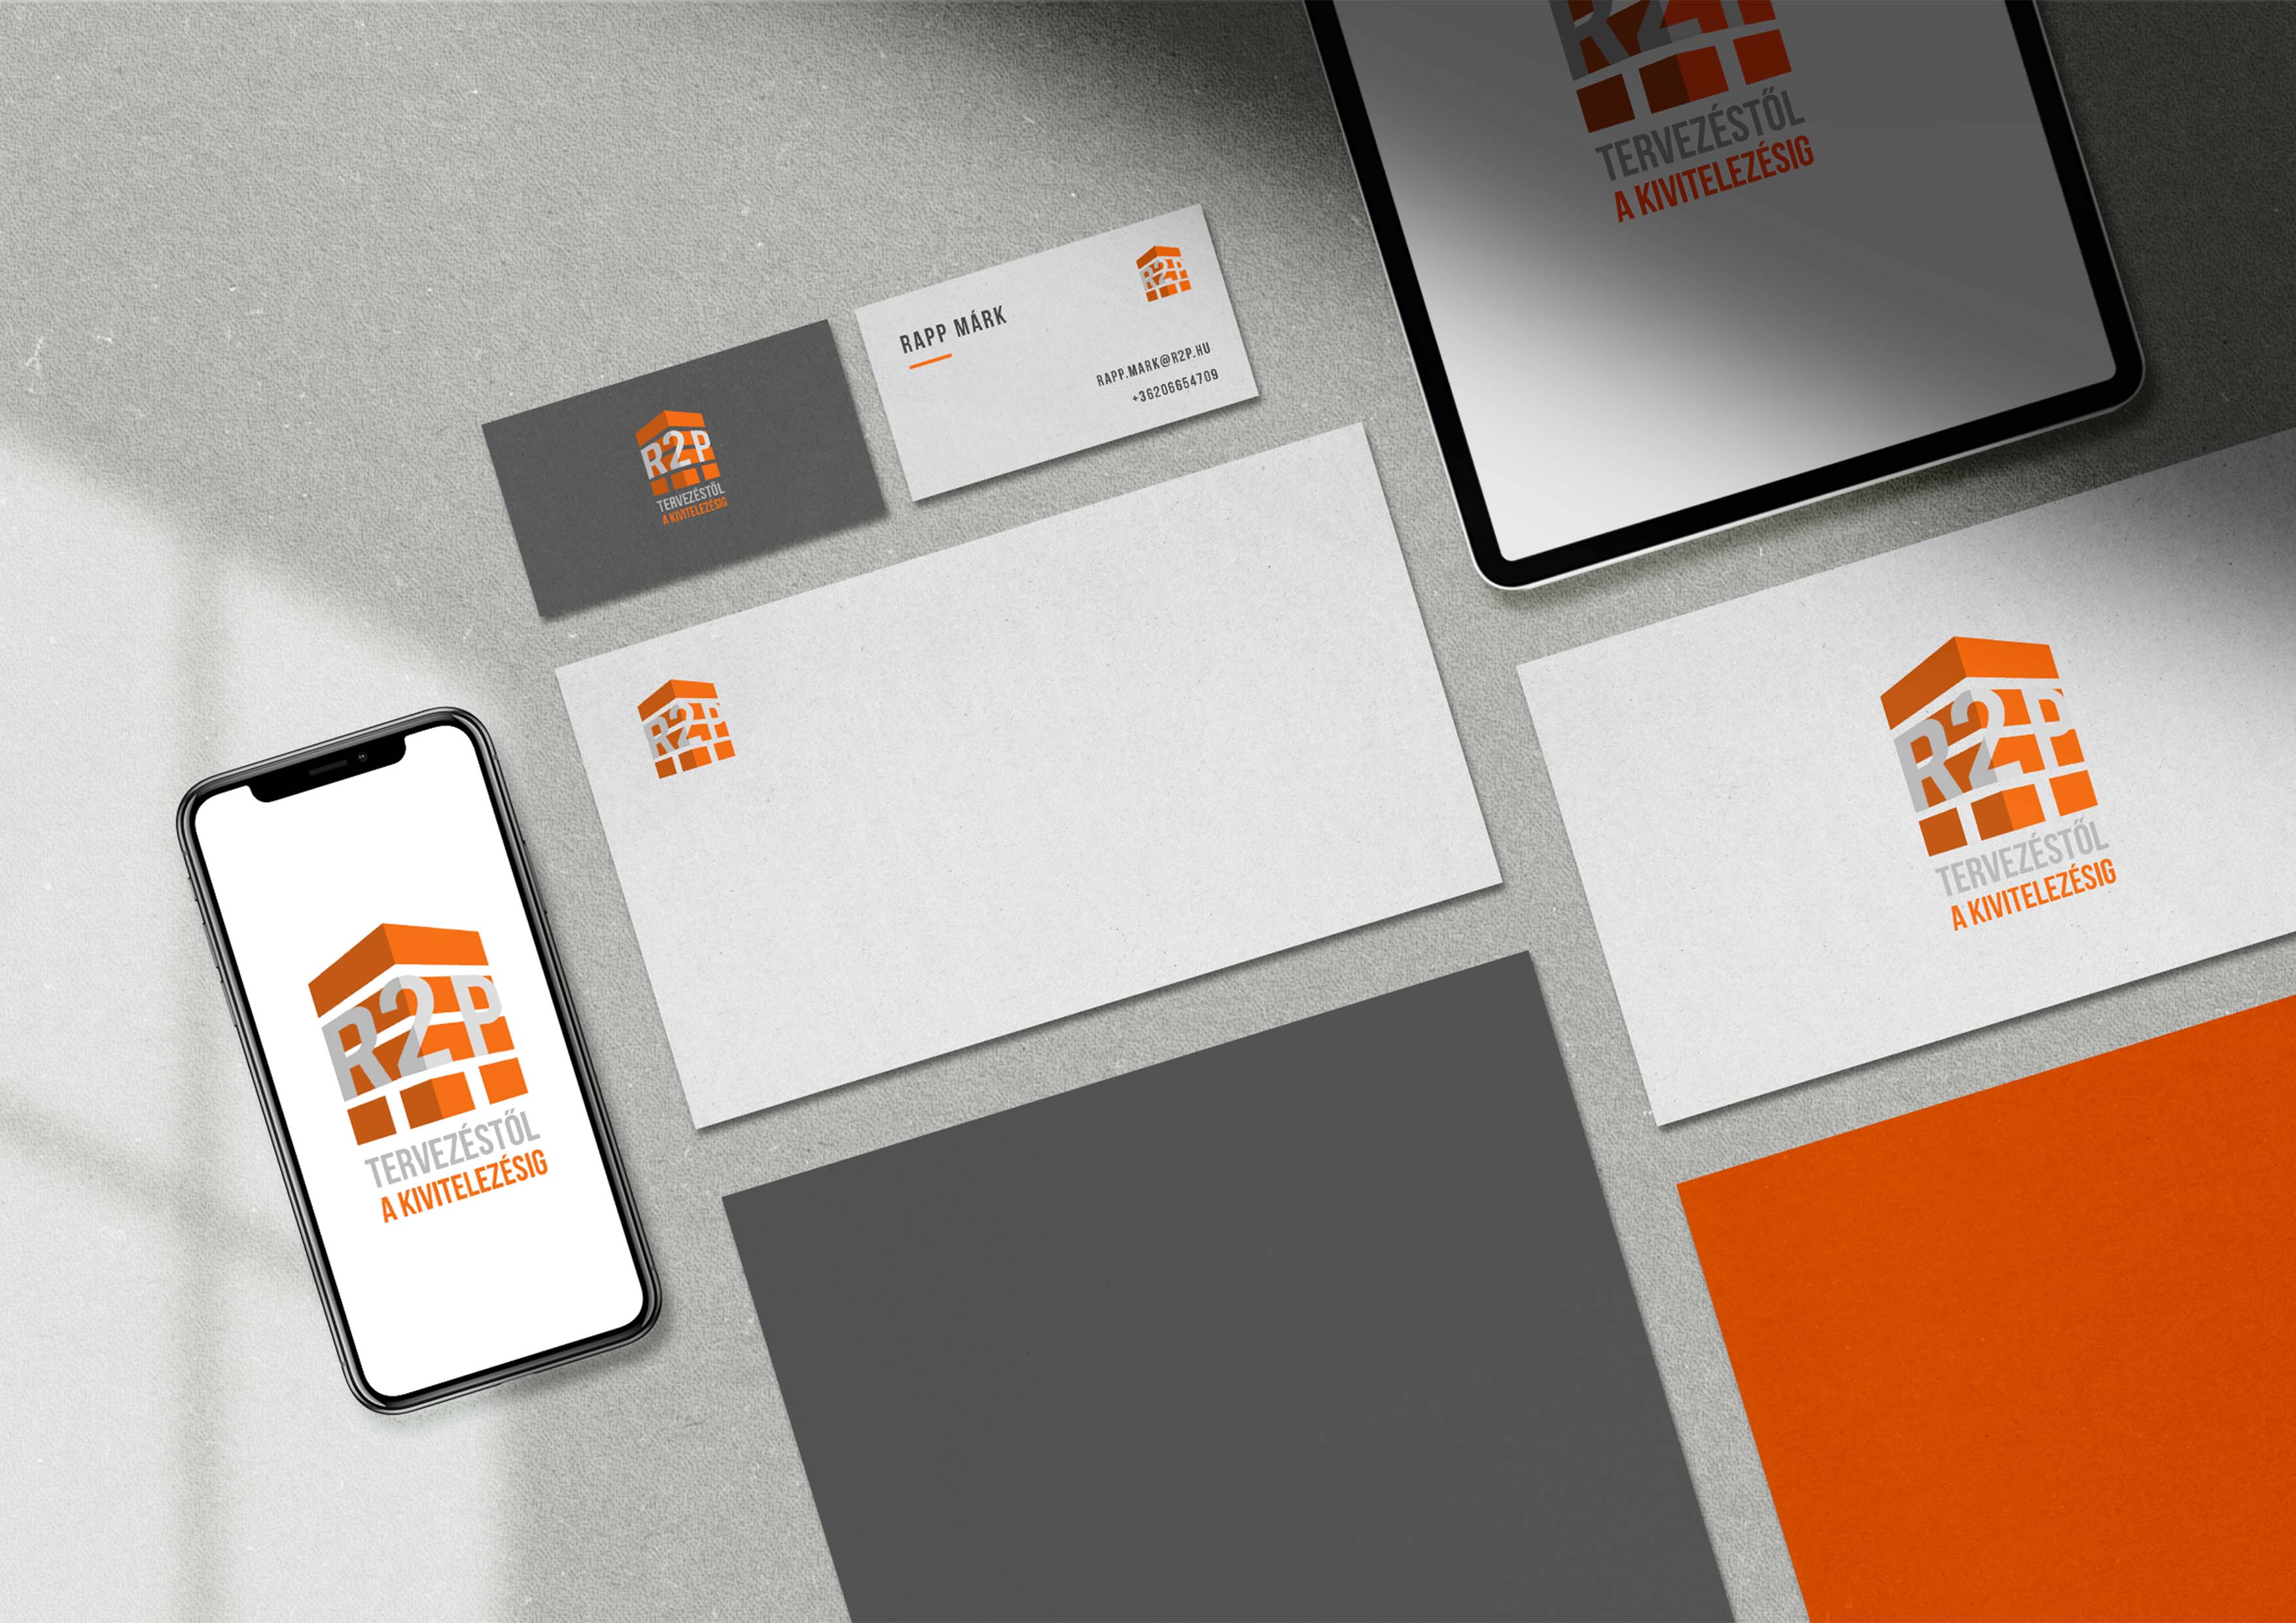 R2P
TERVEZÉSTŐL
A KIVITELEZÉSIG
RAPP MÁRK
R2P
RAPP.MARK@R2P.HU
+36206654709
R2P
TERVEZÉSTŐL
A KIVITELEZÉSIG
R2P
R2P
TERVEZÉSTŐL
A KIVITELEZÉSIG
R2P
TERVEZÉSTŐL
A KIVITELEZÉSIG